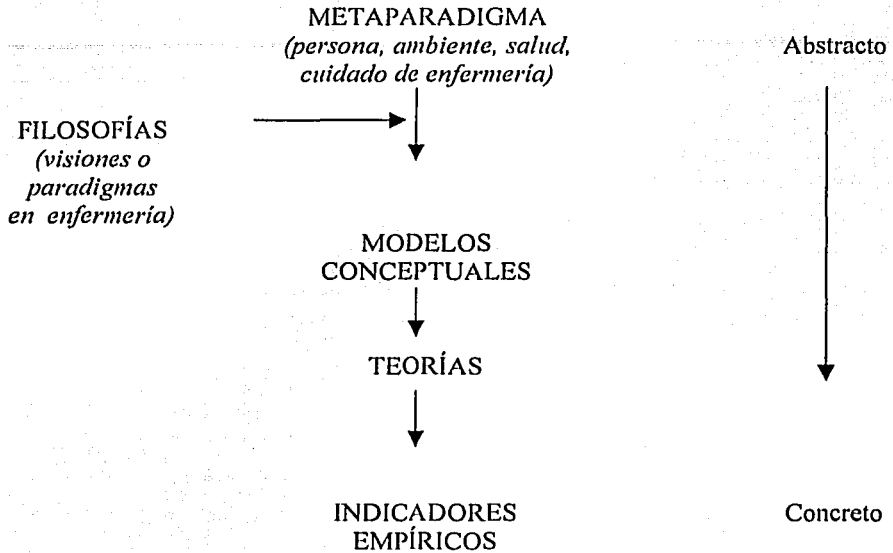 METAPARADIGMA
(persona, ambiente, salud,
cuidado de enfermería)
Abstracto
FILOSOFÍAS
(visiones o
paradigmas
en enfermería)
MODELOS
CONCEPTUALES
TEORÍAS
INDICADORES
EMPÍRICOS
Concreto